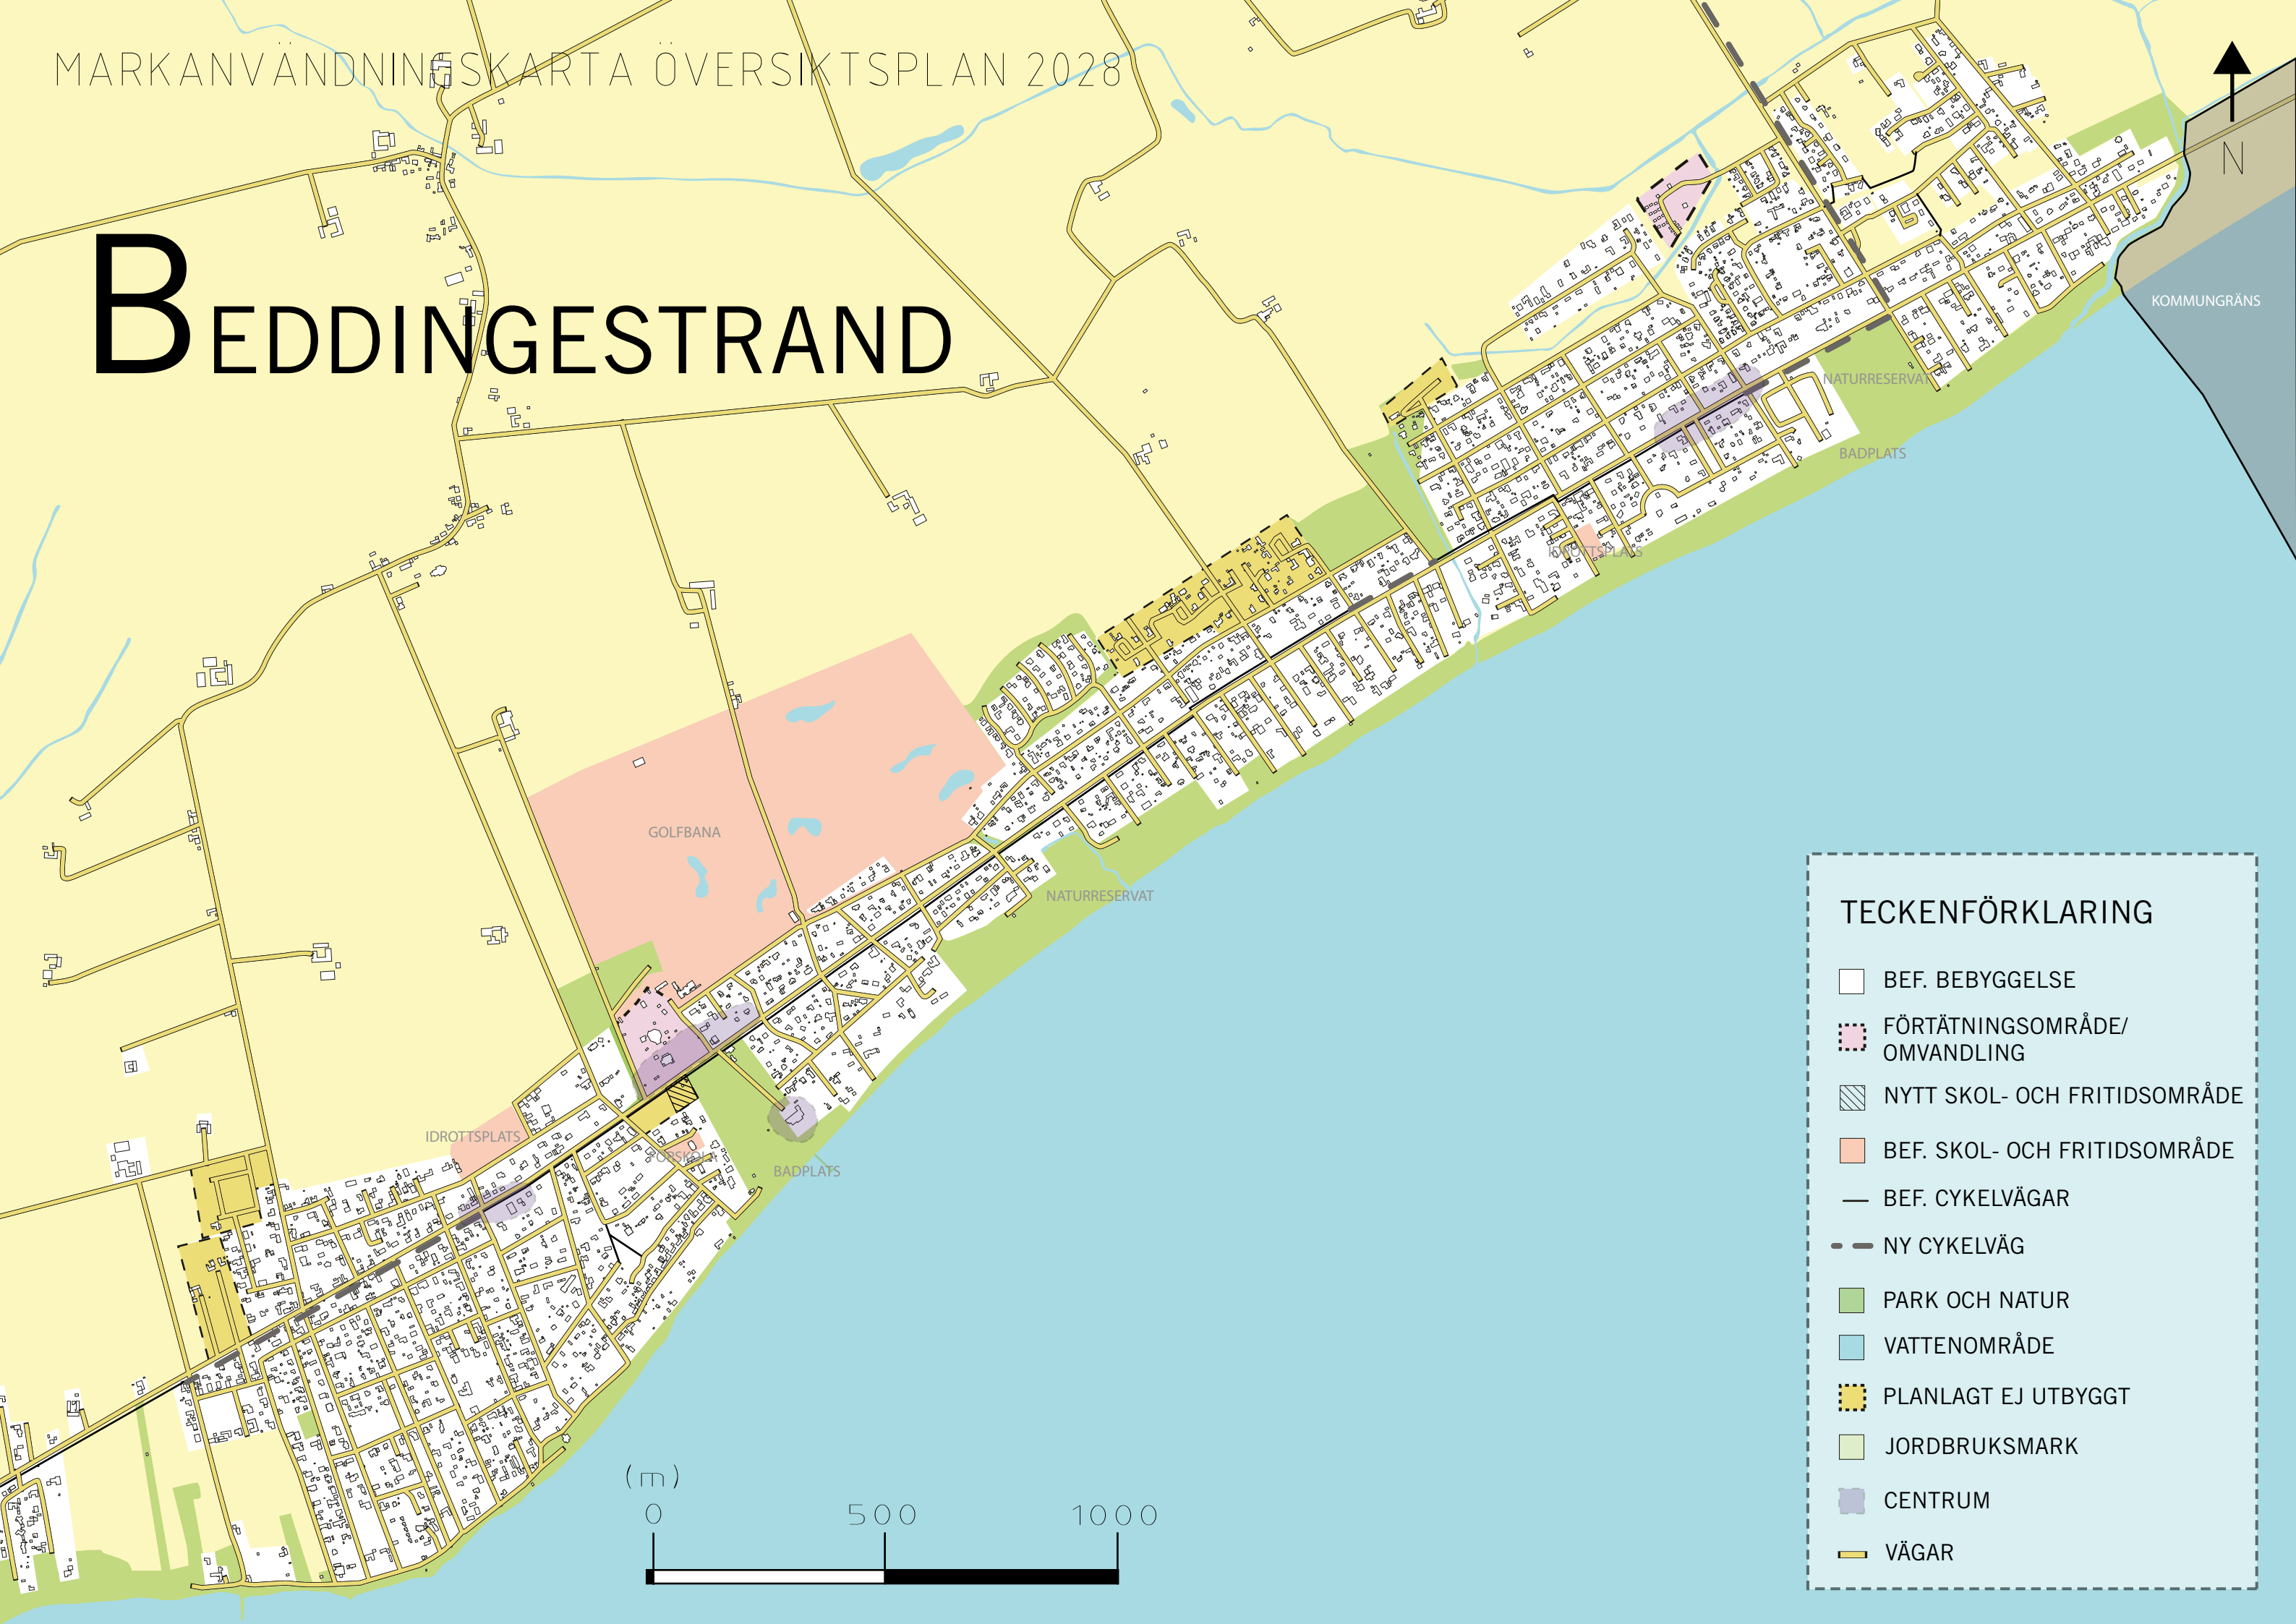 MARKANVÄNDNINGSKARTA ÖVERSIKTSPLAN 2028
N
BEDDINGESTRAND
KOMMUNGRÄNS
NATURRESERVAT
BADPLATS
IDROTTSPLATS
GOLFBANA
NATURRESERVAT
IDROTTSPLATS
FÖRSKOLA
BADPLATS
TECKENFÖRKLARING
BEF. BEBYGGELSE
FÖRTÄTNINGSOMRÅDE/
OMVANDLING
NYTT SKOL- OCH FRITIDSOMRÅDE
BEF. SKOL- OCH FRITIDSOMRÅDE
BEF. CYKELVÄGAR
NY CYKELVÄG
PARK OCH NATUR
VATTENOMRÅDE
PLANLAGT EJ UTBYGGT
JORDBRUKSMARK
CENTRUM
VÄGAR
(m)
0 500 1000